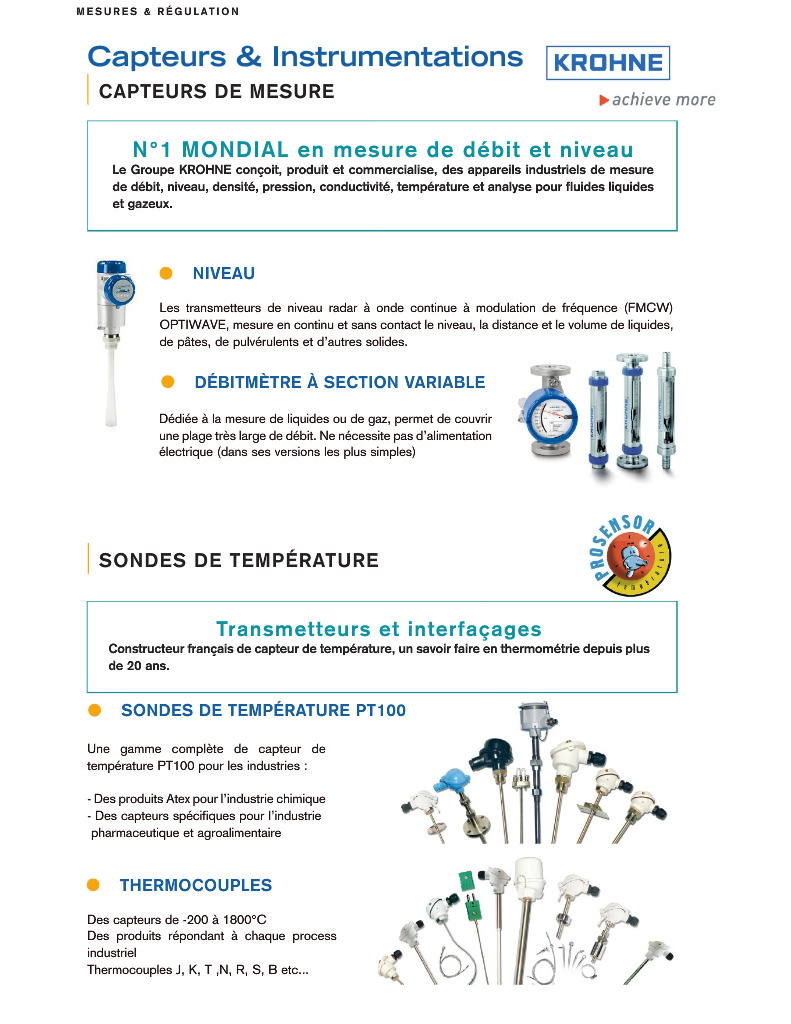 MESURES & RÉGULATION
Capteurs & Instrumentations
KROHNE
CAPTEURS DE MESURE
achieve more
N°1 MONDIAL en mesure de débit et niveau
Le Groupe KROHNE conçoit, produit et commercialise, des appareils industriels de mesure
de débit, niveau, densité, pression, conductivité, température et analyse pour fluides liquides
et gazeux.
NIVEAU
Les transmetteurs de niveau radar à onde continue à modulation de fréquence (FMCW)
OPTIWAVE, mesure en continu et sans contact le niveau, la distance et le volume de liquides,
de pâtes, de pulvérulents et d'autres solides.
DÉBITMÈTRE À SECTION VARIABLE
Dédiée à la mesure de liquides ou de gaz, permet de couvrir
une plage très large de débit. Ne nécessite pas d'alimentation
électrique (dans ses versions les plus simples)
KROHNE
KROHNE
PROSENSOR
SONDES DE TEMPÉRATURE
Transmetteurs et interfaçages
Constructeur français de capteur de température, un savoir faire en thermométrie depuis plus
de 20 ans.
SONDES DE TEMPÉRATURE PT100
Une gamme complète de capteur de
température PT100 pour les industries :
- Des produits Atex pour l'industrie chimique
- Des capteurs spécifiques pour l'industrie
pharmaceutique et agroalimentaire
THERMOCOUPLES
Des capteurs de -200 à 1800°C
Des produits répondant à chaque process
industriel
Thermocouples J, K, T ,N, R, S, B etc...